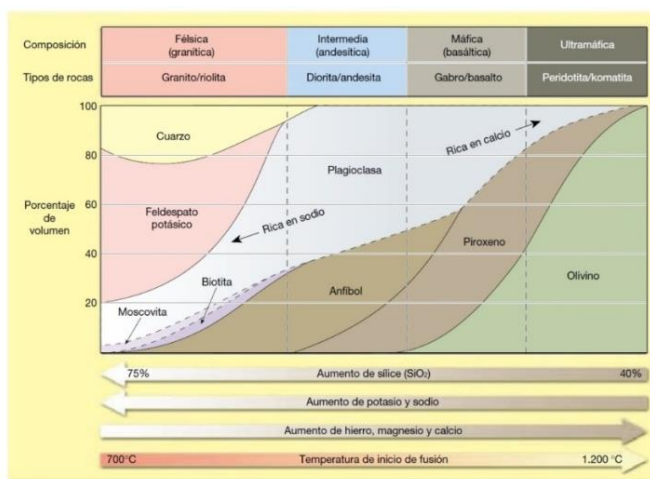 Composición
Félsica
(granítica)
Intermedia
(andesítica)
Máfica
(basáltica)
Ultramáfica
Tipos de rocas
Granito/riolita
Diorita/andesita
Gabro/basalto
Peridotita/komatita
100
80
60
40
20
Porcentaje
de
volumen
Cuarzo
Feldespato
potásico
Rica en sodio
Plagioclasa
Rica en calcio
Moscovita
Biotita
Anfíbol
Piroxeno
Olivino
75%
Aumento de sílice (SiO₂)
40%
Aumento de potasio y sodio
Aumento de hierro, magnesio y calcio
700°C
Temperatura de inicio de fusión
1.200 °C